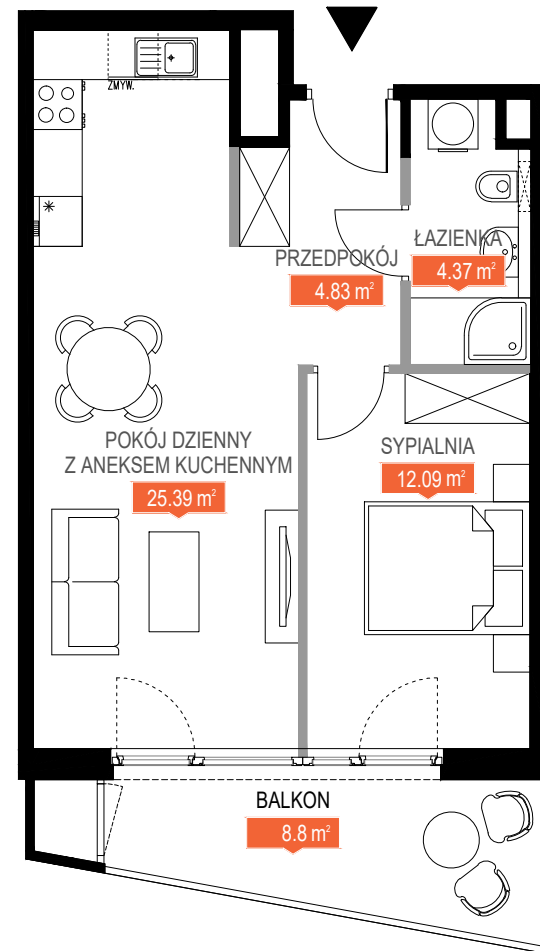 ZMYW.
PRZEDPOKÓJ
4.83 m²
ŁAZIENKA
4.37 m²
POKÓJ DZIENNY
Z ANEKSEM KUCHENNYM
25.39 m²
SYPIALNIA
12.09 m²
BALKON
8.8 m²